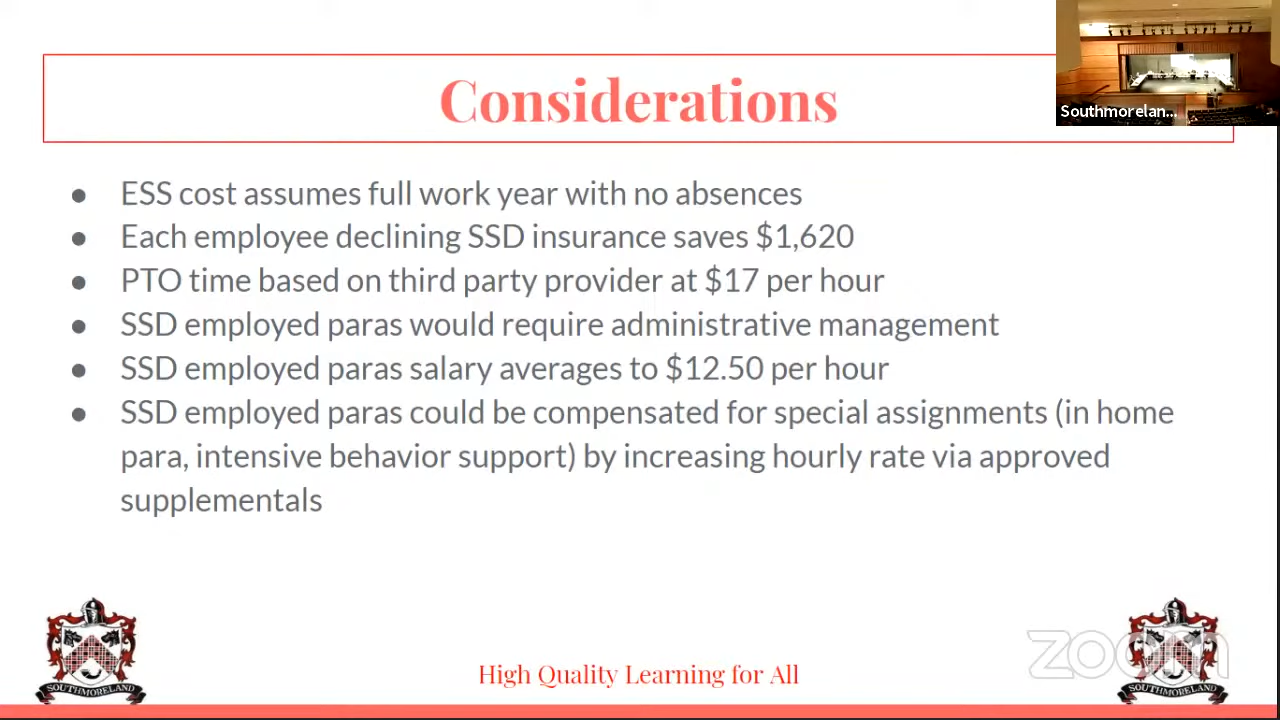 Considerations
Southmorelan...
● ESS cost assumes full work year with no absences
● Each employee declining SSD insurance saves $1,620
● PTO time based on third party provider at $17 per hour
● SSD employed paras would require administrative management
● SSD employed paras salary averages to $12.50 per hour
● SSD employed paras could be compensated for special assignments (in home
para, intensive behavior support) by increasing hourly rate via approved
supplementals
SOUTHMORELAND
High Quality Learning for All
zoom
SOUTHMORELAND